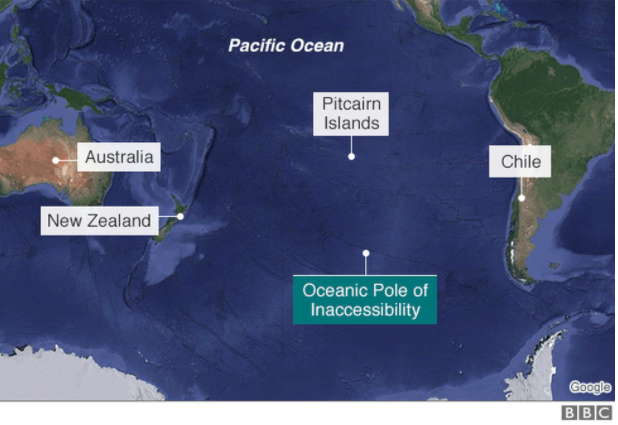 Pacific Ocean
Pitcairn
Islands
Australia
Chile
New Zealand
Oceanic Pole of
Inaccessibility
Google
BBC